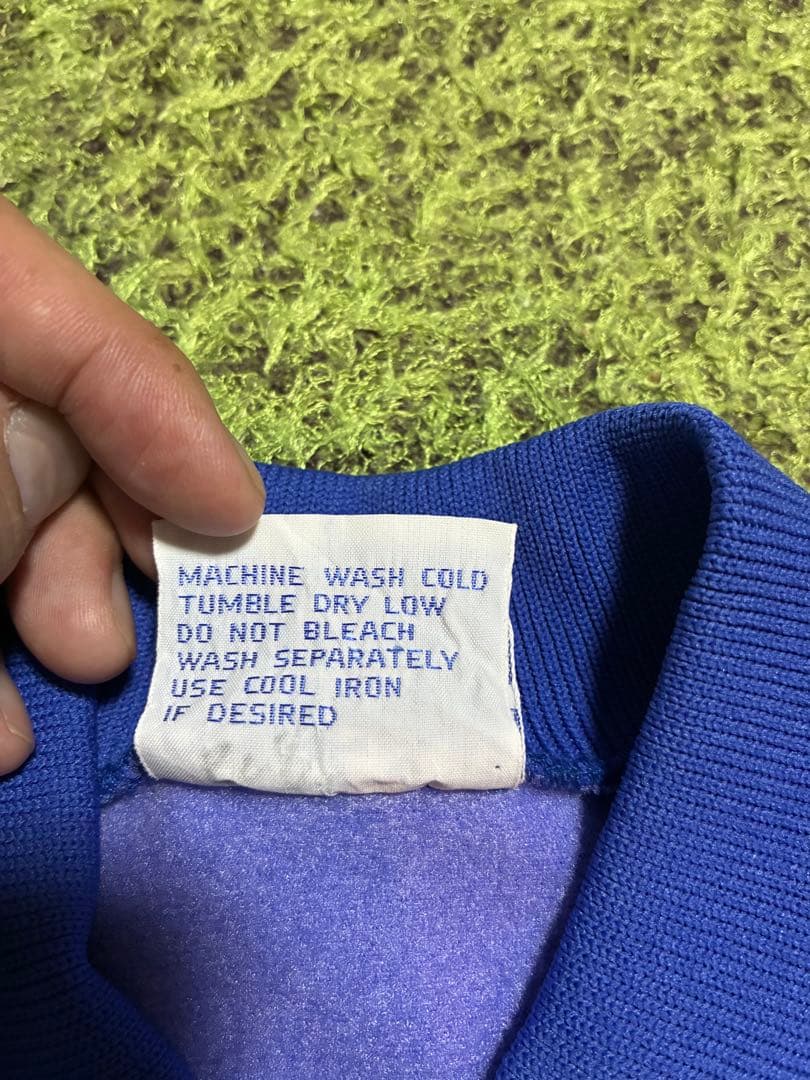 MACHINE WASH COLD
TUMBLE DRY LOW
DO NOT BLEACH
WASH SEPARATELY
USE COOL IRON
IF DESIRED